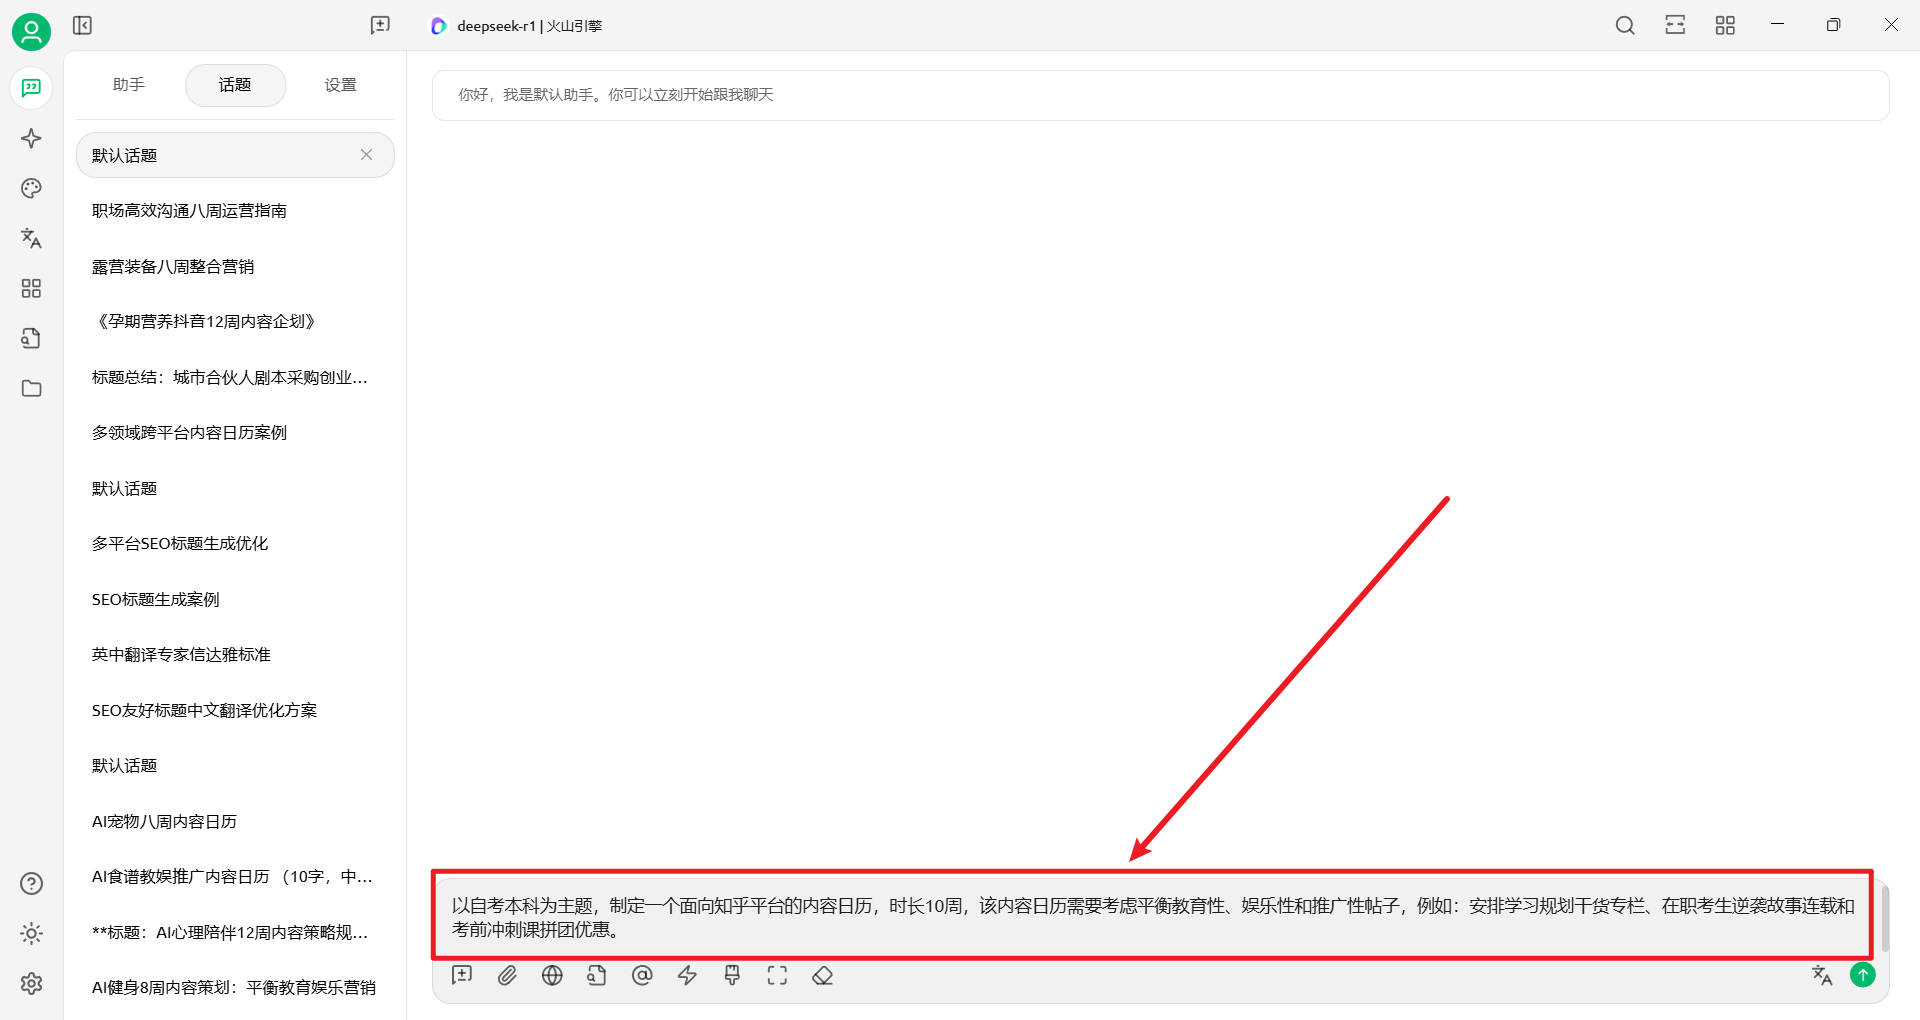 deepseek-r1 | 火山引擎
助手
话题
设置
默认话题
职场高效沟通八周运营指南
露营装备八周整合营销
《孕期营养抖音12周内容企划》
标题总结：城市合伙人剧本采购创业...
多领域跨平台内容日历案例
默认话题
多平台SEO标题生成优化
SEO标题生成案例
英中翻译专家信达雅标准
SEO友好标题中文翻译优化方案
默认话题
AI宠物八周内容日历
AI食谱教娱推广内容日历 （10字，中...
**标题：AI心理陪伴12周内容策略规...
AI健身8周内容策划：平衡教育娱乐营销
你好，我是默认助手。你可以立刻开始跟我聊天
以自考本科为主题，制定一个面向知乎平台的内容日历，时长10周，该内容日历需要考虑平衡教育性、娱乐性和推广性帖子，例如：安排学习规划干货专栏、在职考生逆袭故事连载和
考前冲刺课拼团优惠。